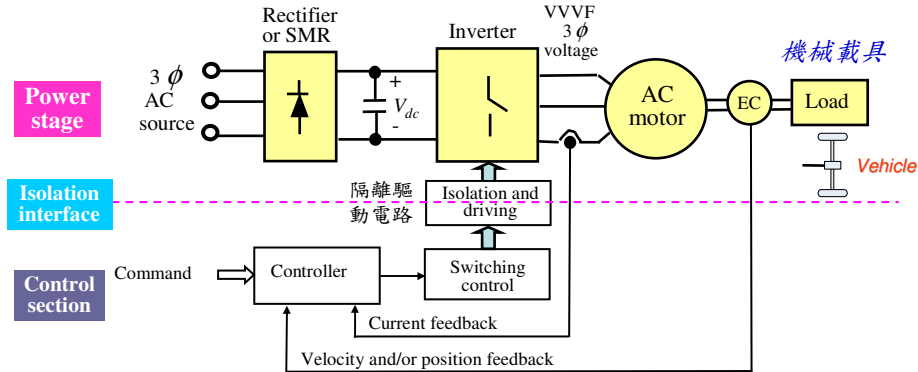 Rectifier
or SMR
Inverter
VVVF
3 ϕ
voltage
機械載具
Power
stage
3 ϕ
AC
source
+
V_dc
-
AC
motor
EC
Load
Vehicle
Isolation
interface
隔離驅
動電路
Isolation and
driving
Control
section
Command
Controller
Switching
control
Current feedback
Velocity and/or position feedback